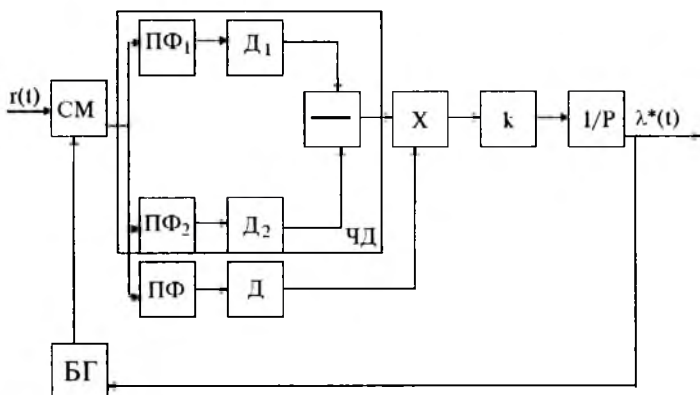 ПФ₁
Д₁
r(t)
СМ
X
k
1/P
λ*(t)
ПФ₂
Д₂
ЧД
ПФ
Д
БГ